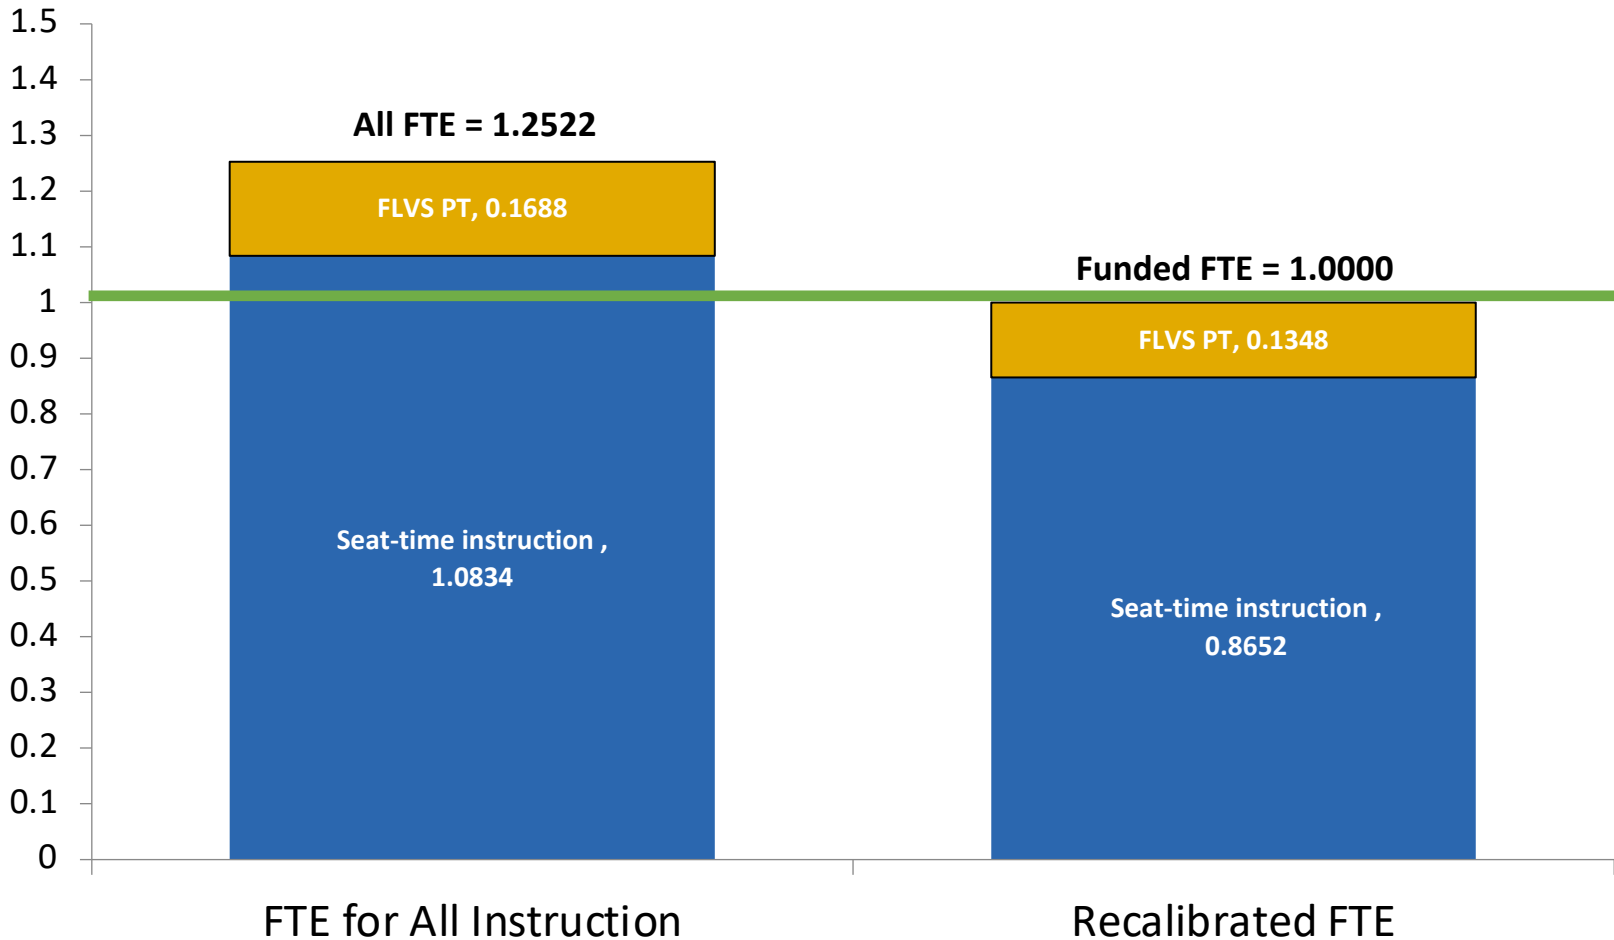 1.5
1.4
1.3
1.2
1.1
1
0.9
0.8
0.7
0.6
0.5
0.4
0.3
0.2
0.1
0
All FTE = 1.2522
FLVS PT, 0.1688
Seat-time instruction ,
1.0834
Funded FTE = 1.0000
FLVS PT, 0.1348
Seat-time instruction ,
0.8652
FTE for All Instruction
Recalibrated FTE